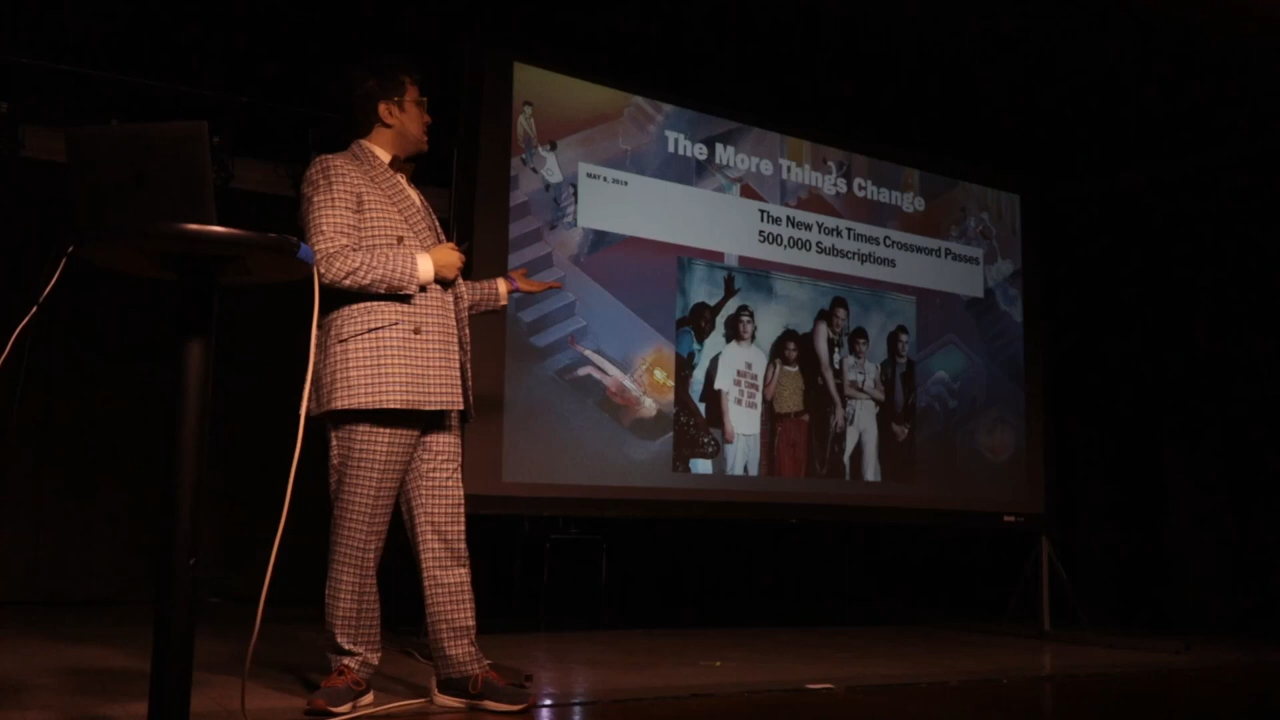 The More Things Change
MAY 8, 2019
The New York Times Crossword Passes
500,000 Subscriptions
THE
MARTIANS
ARE COMING
TO SAVE
THE EARTH